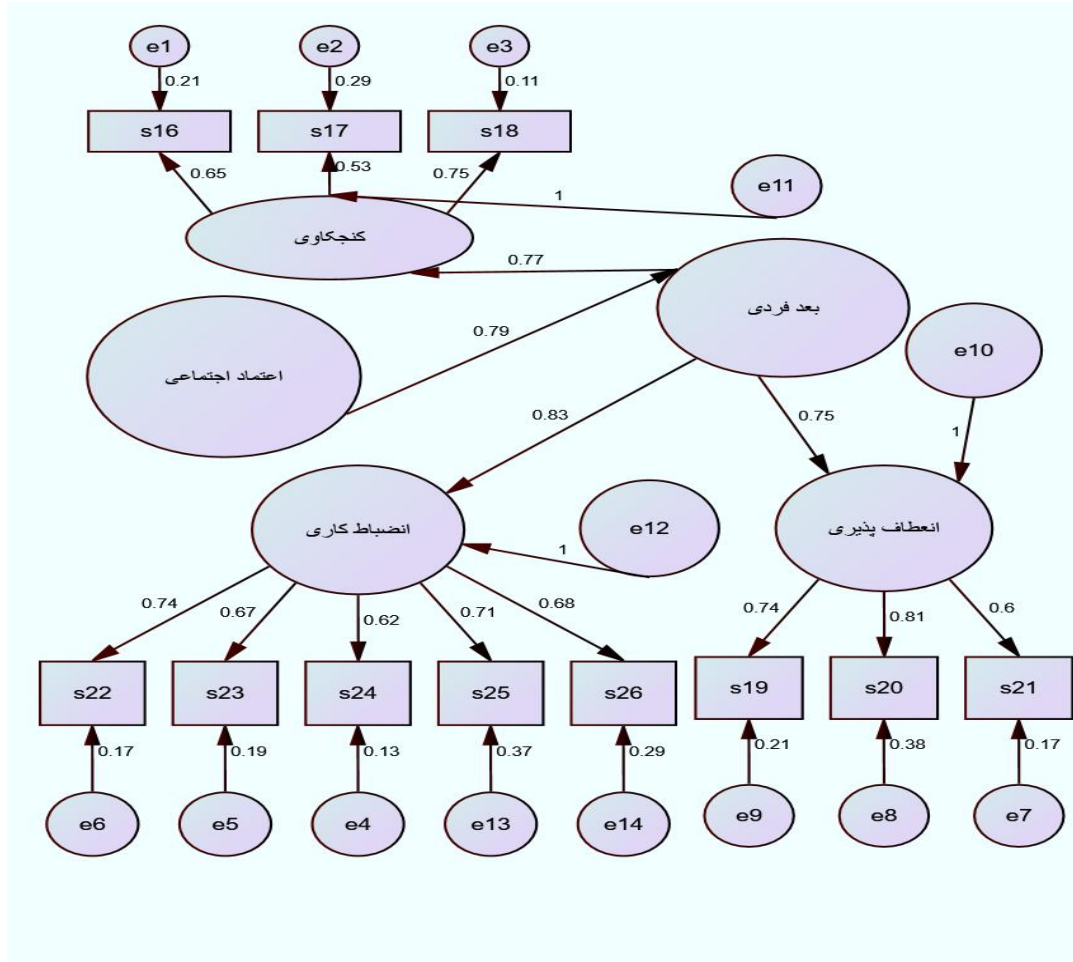 e1
e2
e3
0.21
0.29
0.11
s16
s17
s18
0.65
0.53
0.75
e11
1
کنجکاوی
0.77
بعد فردی
e10
0.79
اعتماد اجتماعی
0.83
0.75
1
انضباط کاری
e12
1
انعطاف پذیری
0.74
0.67
0.62
0.71
0.68
0.74
0.81
0.6
s22
s23
s24
s25
s26
s19
s20
s21
0.17
0.19
0.13
0.37
0.29
0.21
0.38
0.17
e6
e5
e4
e13
e14
e9
e8
e7